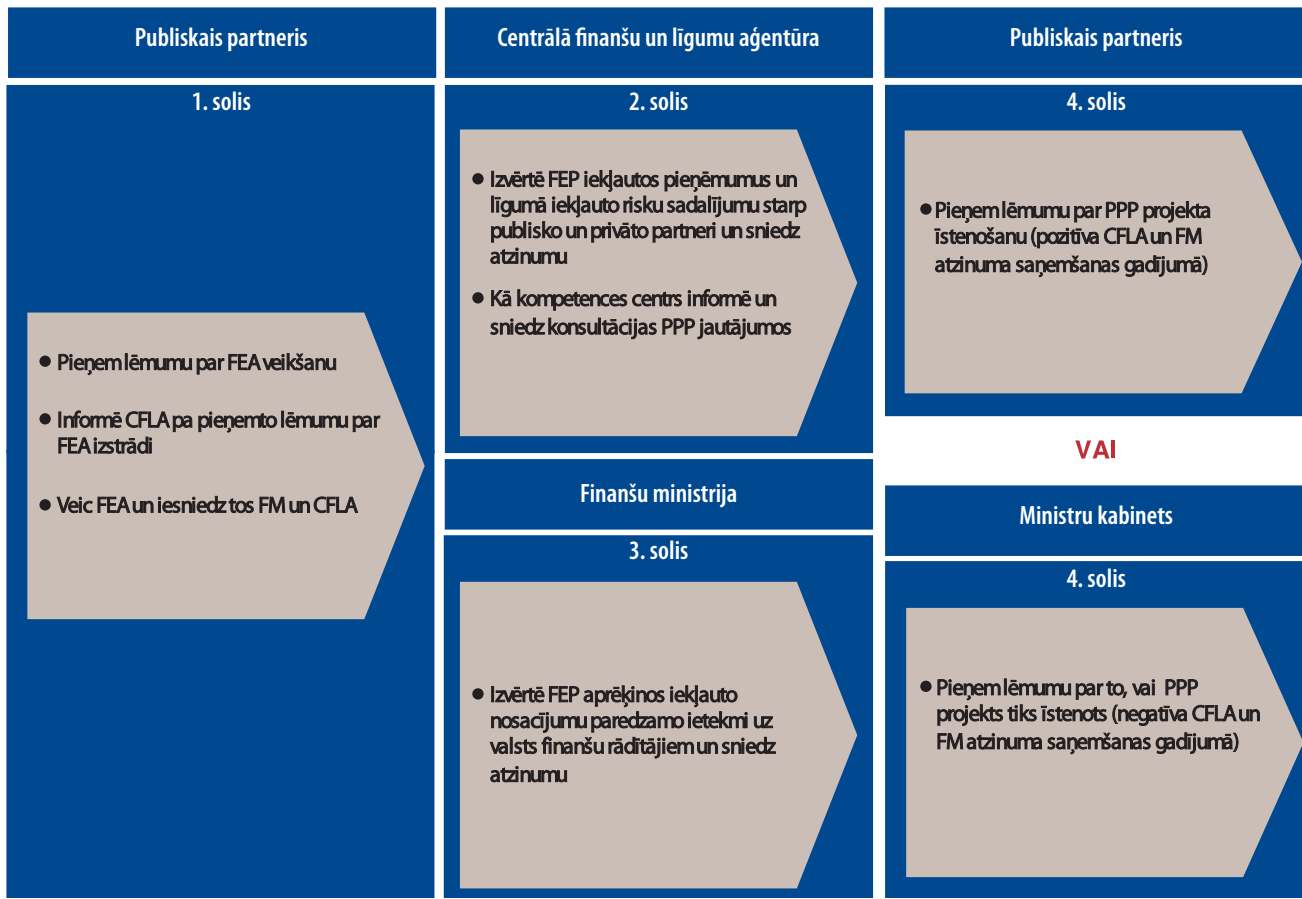 Publiskais partneris
1. solis
● Pieņem lēmumu par FEA veikšanu
● Informē CFLA pa pieņemto lēmumu par
FEA izstrādi
● Veic FEA un iesniedz tos FM un CFLA
Centrālā finanšu un līgumu aģentūra
2. solis
● Izvērtē FEP iekļautos pieņēmumus un
līgumā iekļauto risku sadalījumu starp
publisko un privāto partneri un sniedz
atzinumu
● Kā kompetences centrs informē un
sniedz konsultācijas PPP jautājumos
Finanšu ministrija
3. solis
● Izvērtē FEP aprēķinos iekļauto
nosacījumu paredzamo ietekmi uz
valsts finanšu rādītājiem un sniedz
atzinumu
Publiskais partneris
4. solis
● Pieņem lēmumu par PPP projekta
īstenošanu (pozitīva CFLA un FM
atzinuma saņemšanas gadījumā)
VAI
Ministru kabinets
4. solis
● Pieņem lēmumu par to, vai PPP
projekts tiks īstenots (negatīva CFLA un
FM atzinuma saņemšanas gadījumā)